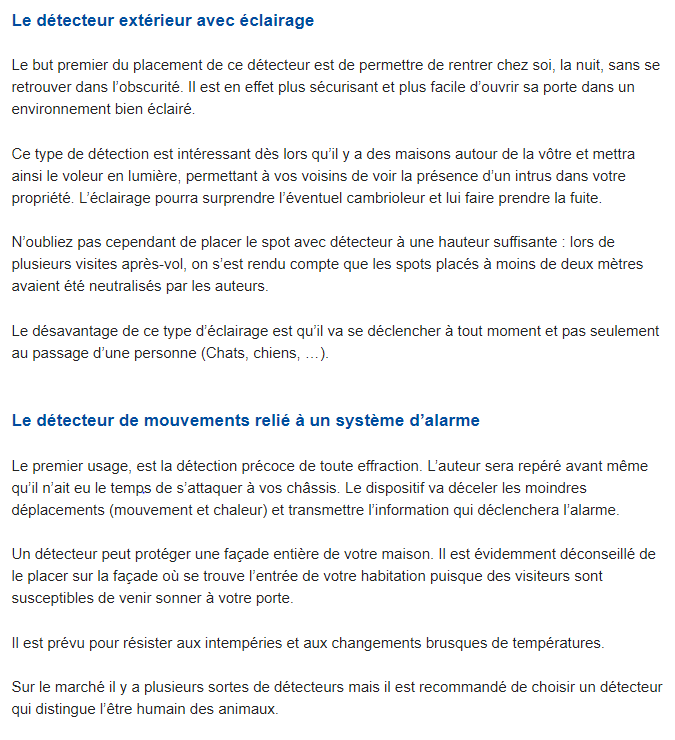 Le détecteur extérieur avec éclairage
Le but premier du placement de ce détecteur est de permettre de rentrer chez soi, la nuit, sans se
retrouver dans l’obscurité. Il est en effet plus sécurisant et plus facile d’ouvrir sa porte dans un
environnement bien éclairé.
Ce type de détection est intéressant dès lors qu’il y a des maisons autour de la vôtre et mettra
ainsi le voleur en lumière, permettant à vos voisins de voir la présence d’un intrus dans votre
propriété. L’éclairage pourra surprendre l’éventuel cambrioleur et lui faire prendre la fuite.
N’oubliez pas cependant de placer le spot avec détecteur à une hauteur suffisante : lors de
plusieurs visites après-vol, on s’est rendu compte que les spots placés à moins de deux mètres
avaient été neutralisés par les auteurs.
Le désavantage de ce type d’éclairage est qu’il va se déclencher à tout moment et pas seulement
au passage d’une personne (Chats, chiens, …).
Le détecteur de mouvements relié à un système d’alarme
Le premier usage, est la détection précoce de toute effraction. L’auteur sera repéré avant même
qu’il n’ait eu le temps de s’attaquer à vos châssis. Le dispositif va déceler les moindres
déplacements (mouvement et chaleur) et transmettre l’information qui déclenchera l’alarme.
Un détecteur peut protéger une façade entière de votre maison. Il est évidemment déconseillé de
le placer sur la façade où se trouve l’entrée de votre habitation puisque des visiteurs sont
susceptibles de venir sonner à votre porte.
Il est prévu pour résister aux intempéries et aux changements brusques de températures.
Sur le marché il y a plusieurs sortes de détecteurs mais il est recommandé de choisir un détecteur
qui distingue l’être humain des animaux.